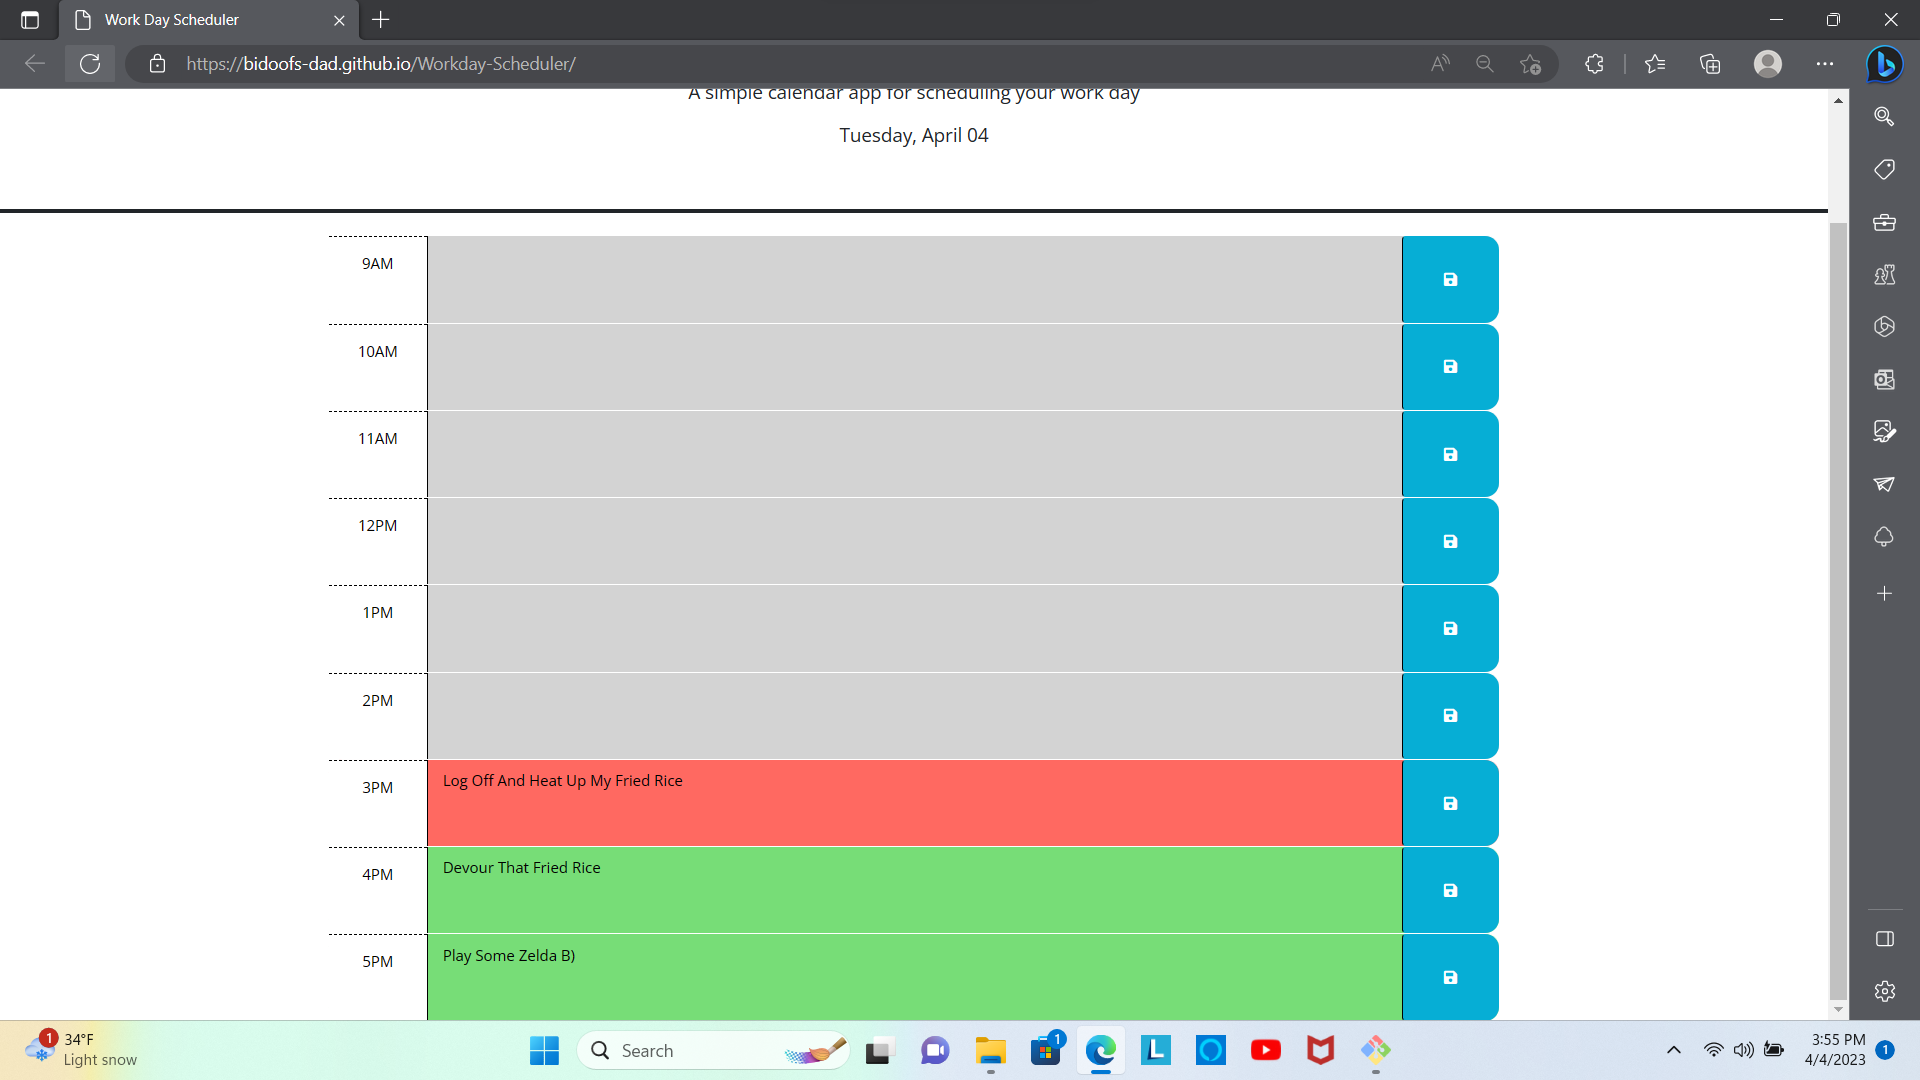 Work Day Scheduler
https://bidoofs-dad.github.io/Workday-Scheduler/
A simple calendar app for scheduling your work day
Tuesday, April 04
9AM
10AM
11AM
12PM
1PM
2PM
3PM Log Off And Heat Up My Fried Rice
4PM Devour That Fried Rice
5PM Play Some Zelda B)
1
34°F
Light snow
Search
1
L
3:55 PM
4/4/2023
1